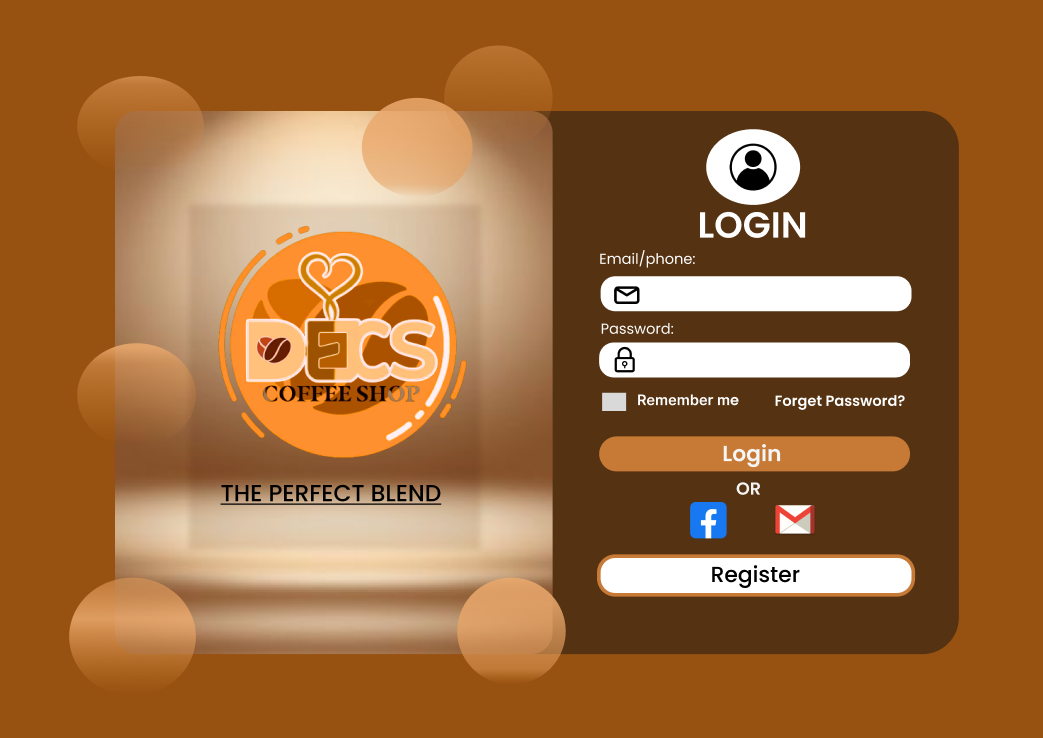 DECS
COFFEE SHOP
THE PERFECT BLEND
LOGIN
Email/phone:
Password:
Remember me Forget Password?
Login
OR
Register